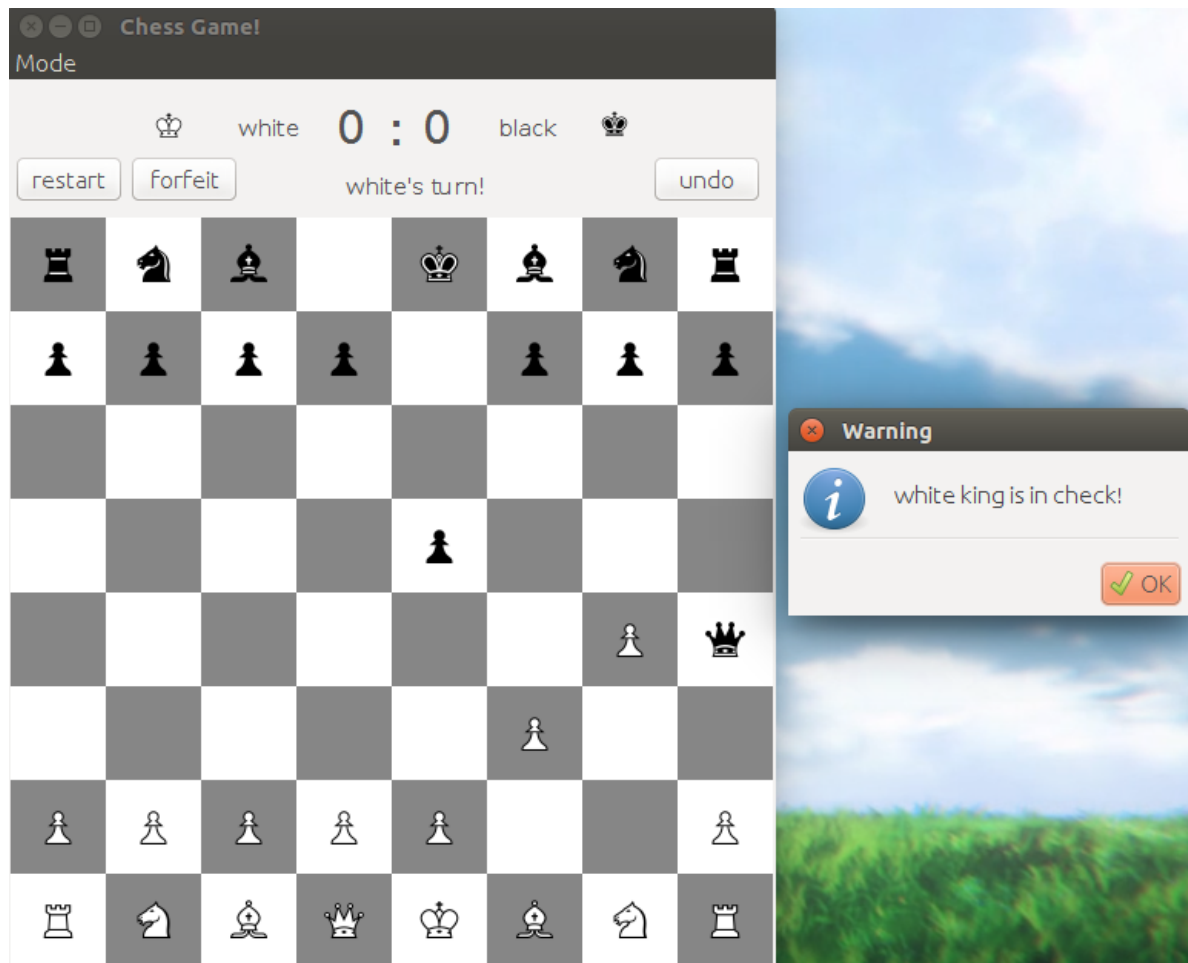 Chess Game!
Mode
white 0 : 0 black
restart forfeit white's turn! undo
Warning
white king is in check!
OK